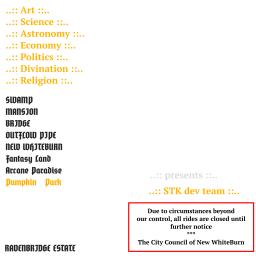 ..:: Art ::..
..:: Science ::..
..:: Astronomy ::..
..:: Economy ::..
..:: Politics ::..
..:: Divination ::..
..:: Religion ::..
SWAMP
MANSION
BRIDGE
OUTFLOW PIPE
NEW WHITEBURN
Fantasy Land
Arcane Paradise
Pumpkin Park
..:: presents ::..
..:: STK dev team ::..
Due to circumstances beyond
our control, all rides are closed until
further notice
***
The City Council of New WhiteBurn
RAVENBRIDGE ESTATE